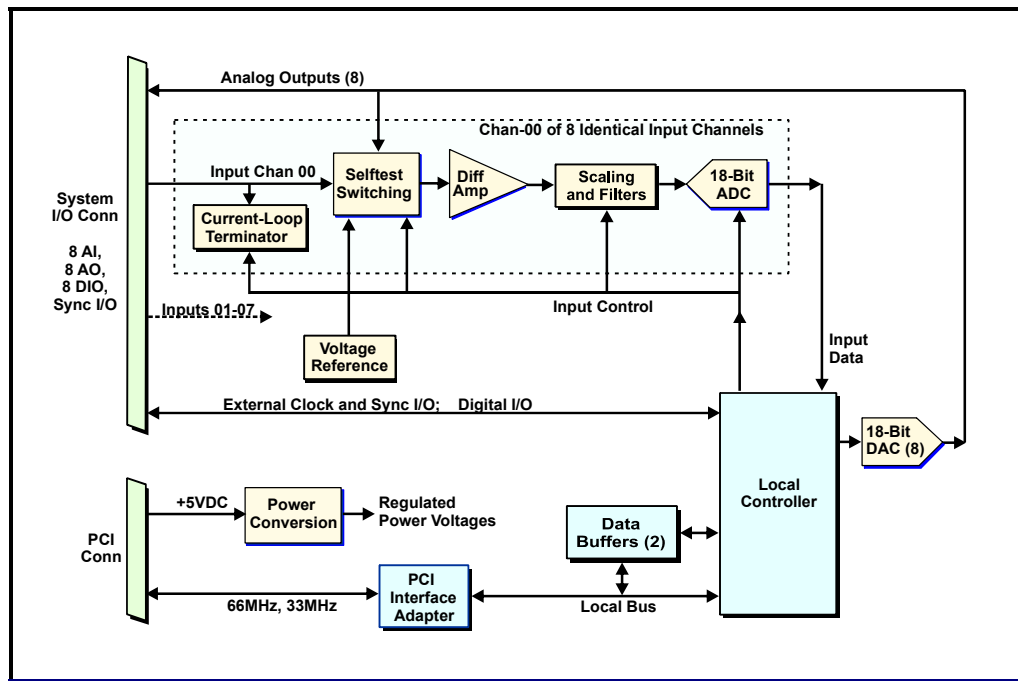 Analog Outputs (8)
Chan-00 of 8 Identical Input Channels
Input Chan 00
Selftest
Switching
Diff
Amp
Scaling
and Filters
18-Bit
ADC
System
I/O Conn
8 AI,
8 AO,
8 DIO,
Sync I/O
Current-Loop
Terminator
Inputs 01-07
Input Control
Voltage
Reference
Input
Data
External Clock and Sync I/O; Digital I/O
18-Bit
DAC (8)
Local
Controller
PCI
Conn
+5VDC
Power
Conversion
Regulated
Power Voltages
Data
Buffers (2)
PCI
Interface
Adapter
66MHz, 33MHz
Local Bus